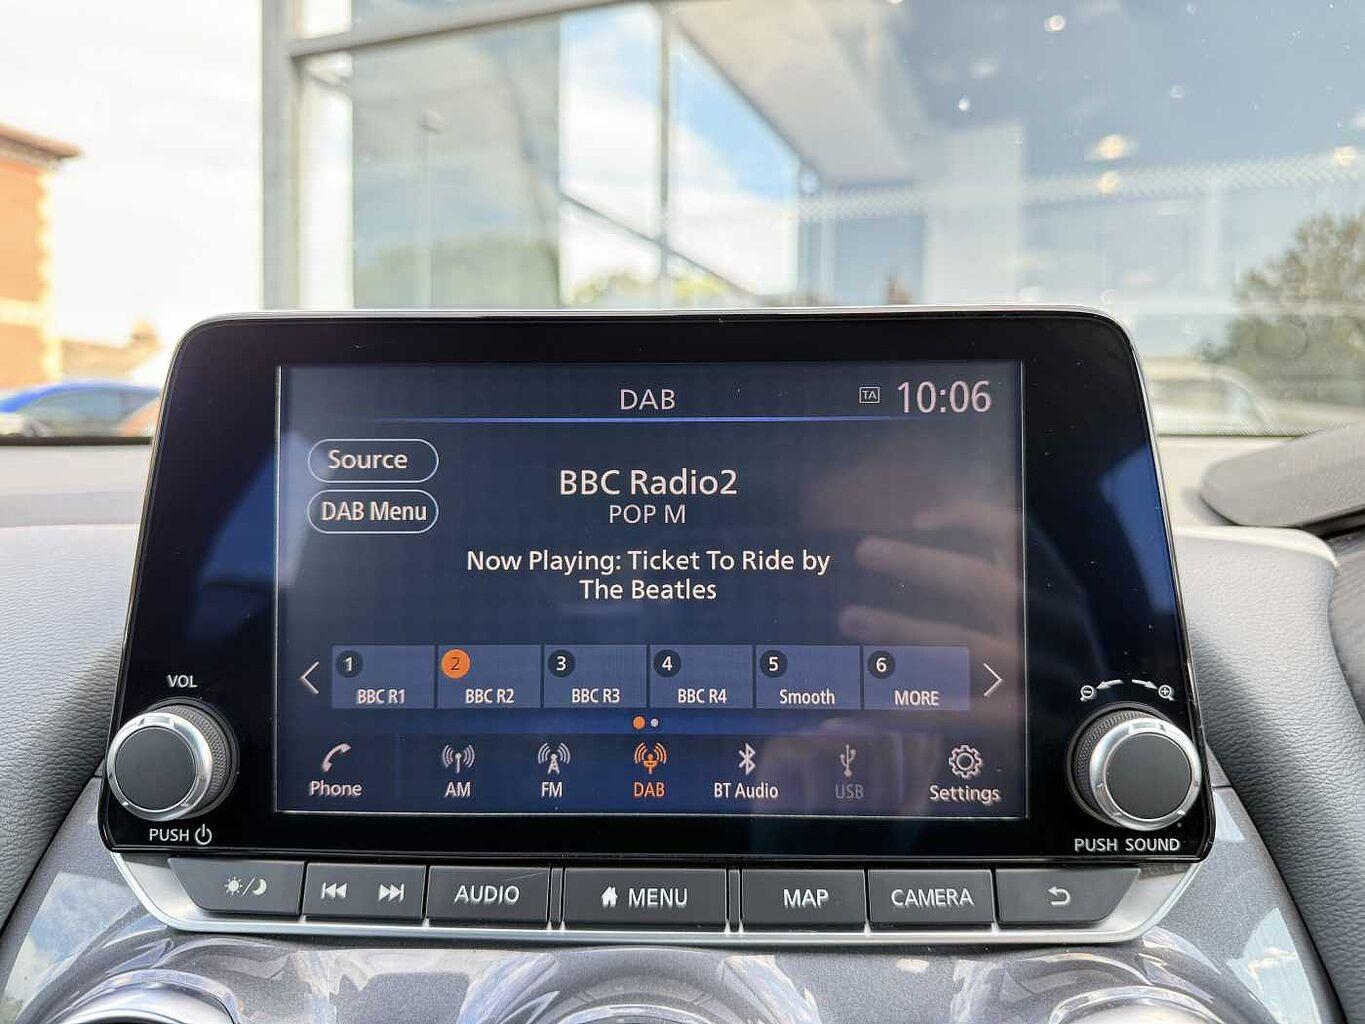 DAB
TA 10:06
Source
BBC Radio2
DAB Menu
POP M
Now Playing: Ticket To Ride by
The Beatles
1 2 3 4 5 6
BBC R1 BBC R2 BBC R3 BBC R4 Smooth MORE
VOL
Phone AM FM DAB BT Audio USB Settings
PUSH
PUSH SOUND
AUDIO MENU MAP CAMERA